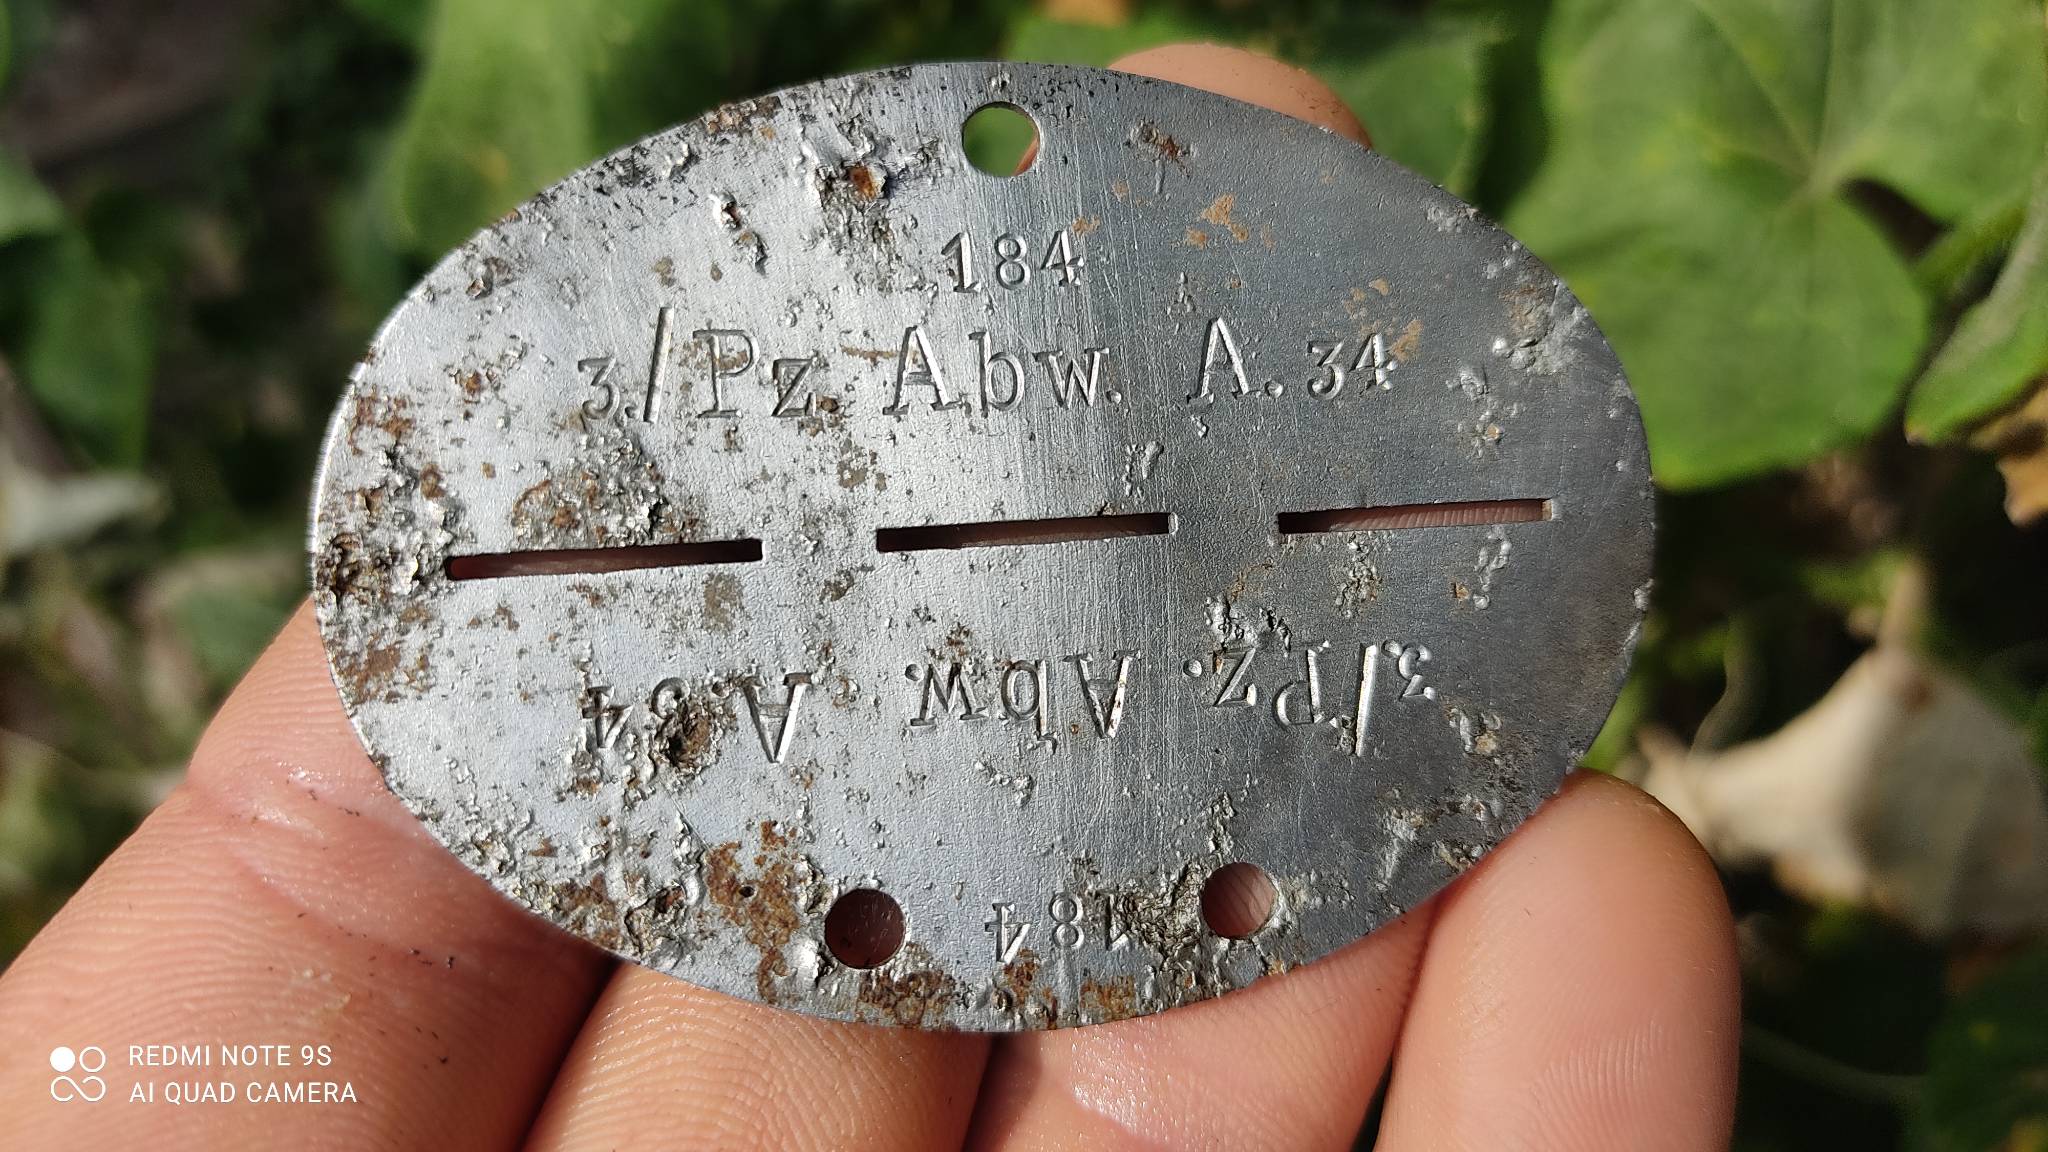 184
3./Pz. Abw. A. 34
3./Pz. Abw. A. 34
184
REDMI NOTE 9S
AI QUAD CAMERA